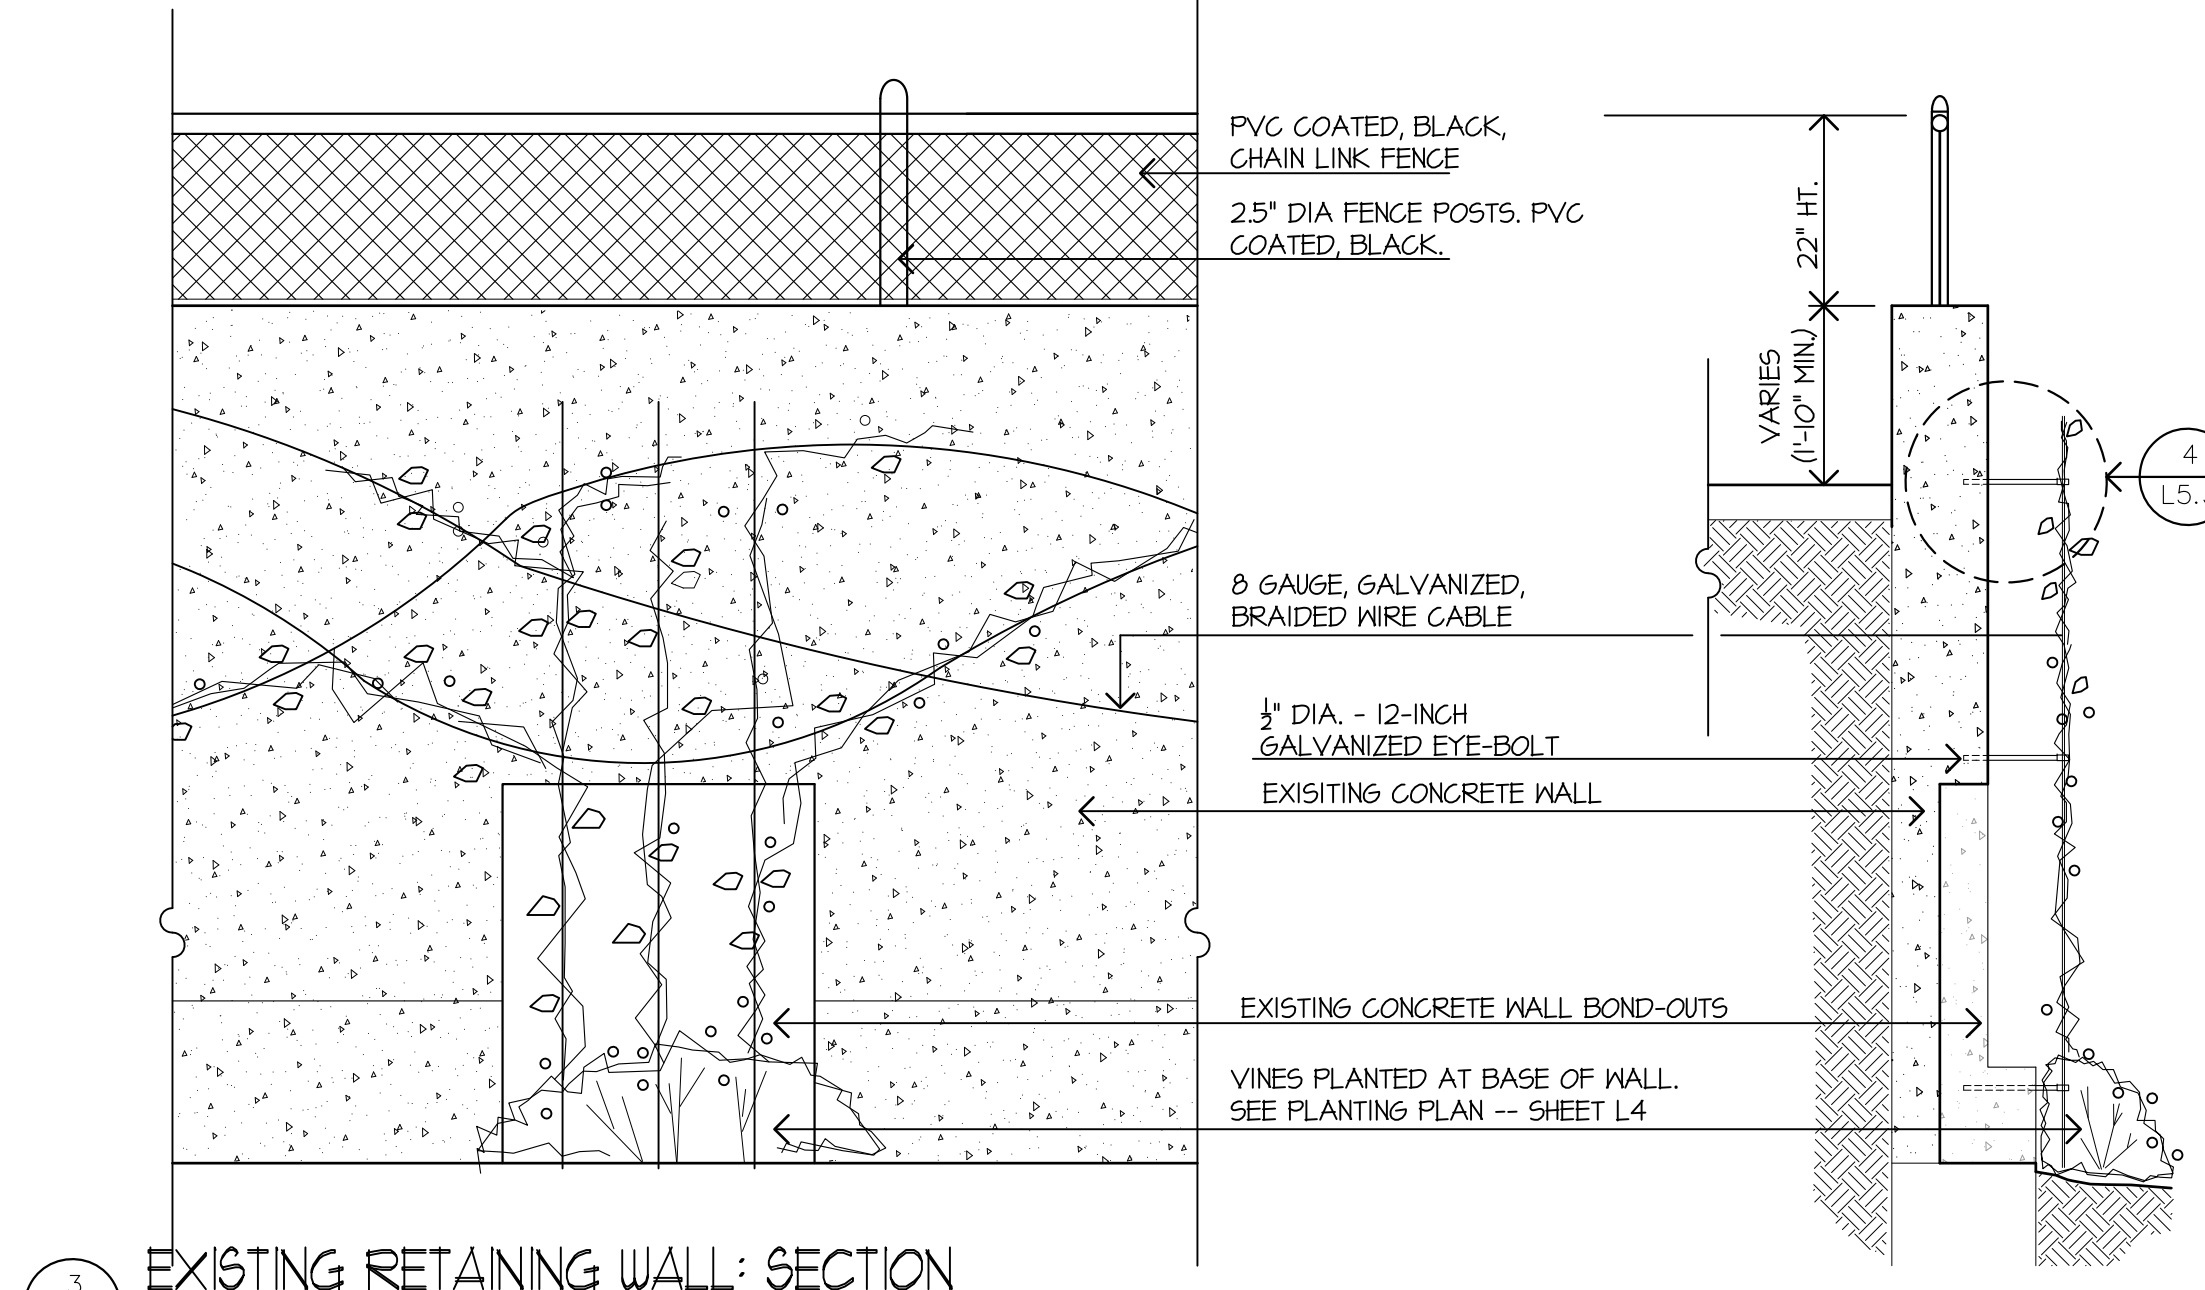 PVC COATED, BLACK,
CHAIN LINK FENCE
2.5" DIA FENCE POSTS. PVC
COATED, BLACK.
22" HT.
VARIES
(1'-10" MIN.)
4
8 GAUGE, GALVANIZED,
BRAIDED WIRE CABLE
½" DIA. - 12-INCH
GALVANIZED EYE-BOLT
EXISITING CONCRETE WALL
EXISTING CONCRETE WALL BOND-OUTS
VINES PLANTED AT BASE OF WALL.
SEE PLANTING PLAN -- SHEET L4
3
EXISTING RETAINING WALL: SECTION